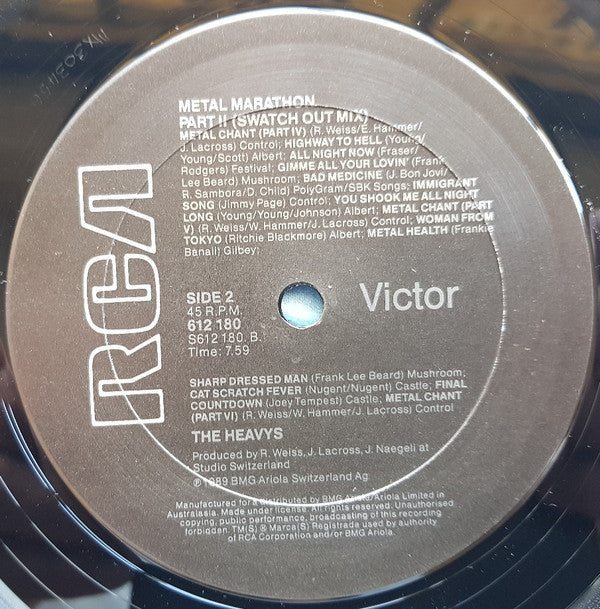 METAL MARATHON
PART II (SWATCH OUT MIX)
METAL CHANT (PART IV) (R. Weiss/E. Hammer/
J. Lacross) Control; HIGHWAY TO HELL (Young/
Young/Scott) Albert; ALL NIGHT NOW (Fraser/
Rodgers) Festival; GIMME ALL YOUR LOVIN' (Frank
Lee Beard) Mushroom; BAD MEDICINE (J. Bon Jovi/
R. Sambora/D. Child) PolyGram/SBK Songs; IMMIGRANT
SONG (Jimmy Page) Control; YOU SHOOK ME ALL NIGHT
LONG (Young/Young/Johnson) Albert; METAL CHANT (PART
V) (R. Weiss/W. Hammer/J. Lacross) Control; WOMAN FROM
TOKYO (Ritchie Blackmore) Albert; METAL HEALTH (Frankie
Banali) Gilbey;
RCA
SIDE 2
45 R.P.M.
612 180
S612 180. B.
Time: 7.59
Victor
SHARP DRESSED MAN (Frank Lee Beard) Mushroom;
CAT SCRATCH FEVER (Nugent/Nugent) Castle; FINAL
COUNTDOWN (Joey Tempest) Castle; METAL CHANT
(PART VI) (R. Weiss/W. Hammer/J. Lacross) Control
THE HEAVYS
Produced by R. Weiss, J. Lacross, J. Naegeli at
Studio Switzerland
℗1989 BMG Ariola Switzerland Ag
Manufactured for & distributed by BMG Ariola/Ariola Limited in
Australasia. Made under license. All rights reserved. Unauthorised
copying, public performance, broadcasting of this recording
forbidden. TM(S) ® Marca(S) Registrada used by authority
of RCA Corporation and/or BMG Ariola.